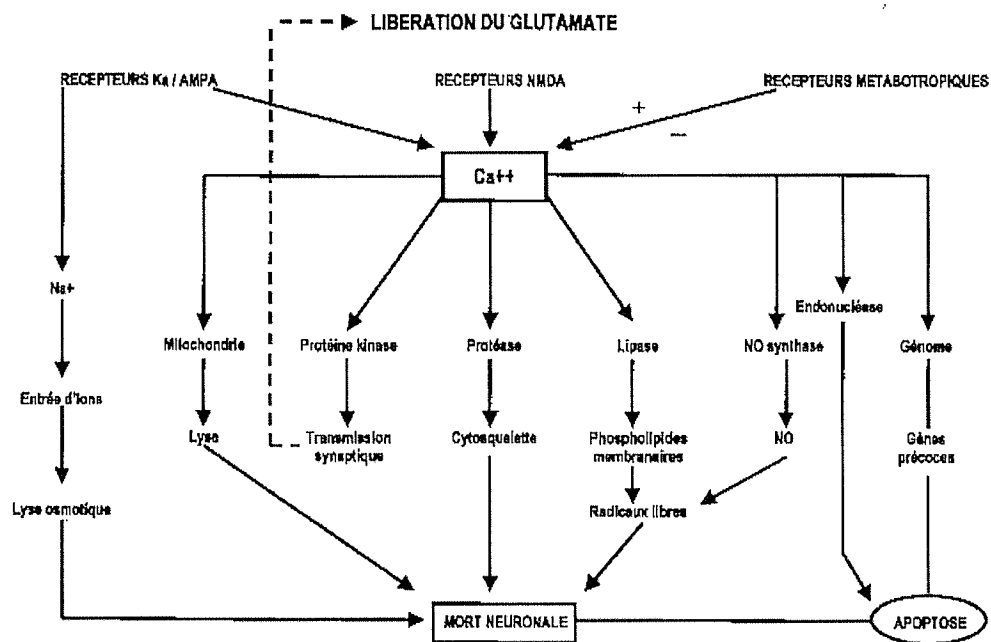 LIBERATION DU GLUTAMATE
RECEPTEURS Ka / AMPA
RECEPTEURS NMDA
RECEPTEURS METABOTROPIQUES
+
−
Ca++
Na+
Endonucléase
Mitochondrie
Protéine kinase
Protéase
Lipase
NO synthase
Génome
Entrée d'ions
Lyse
Transmission
synaptique
Cytosquelette
Phospholipides
membranaires
NO
Gènes
précoces
Lyse osmotique
Radicaux libres
MORT NEURONALE
APOPTOSE